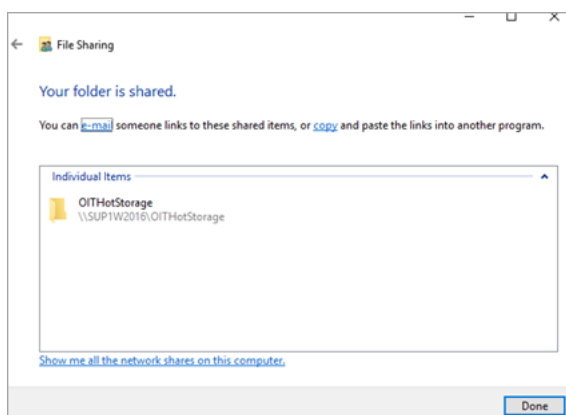 File Sharing
Your folder is shared.
You can e-mail someone links to these shared items, or copy and paste the links into another program.
Individual Items
OITHotStorage
\\SUP1W2016\OITHotStorage
Show me all the network shares on this computer.
Done